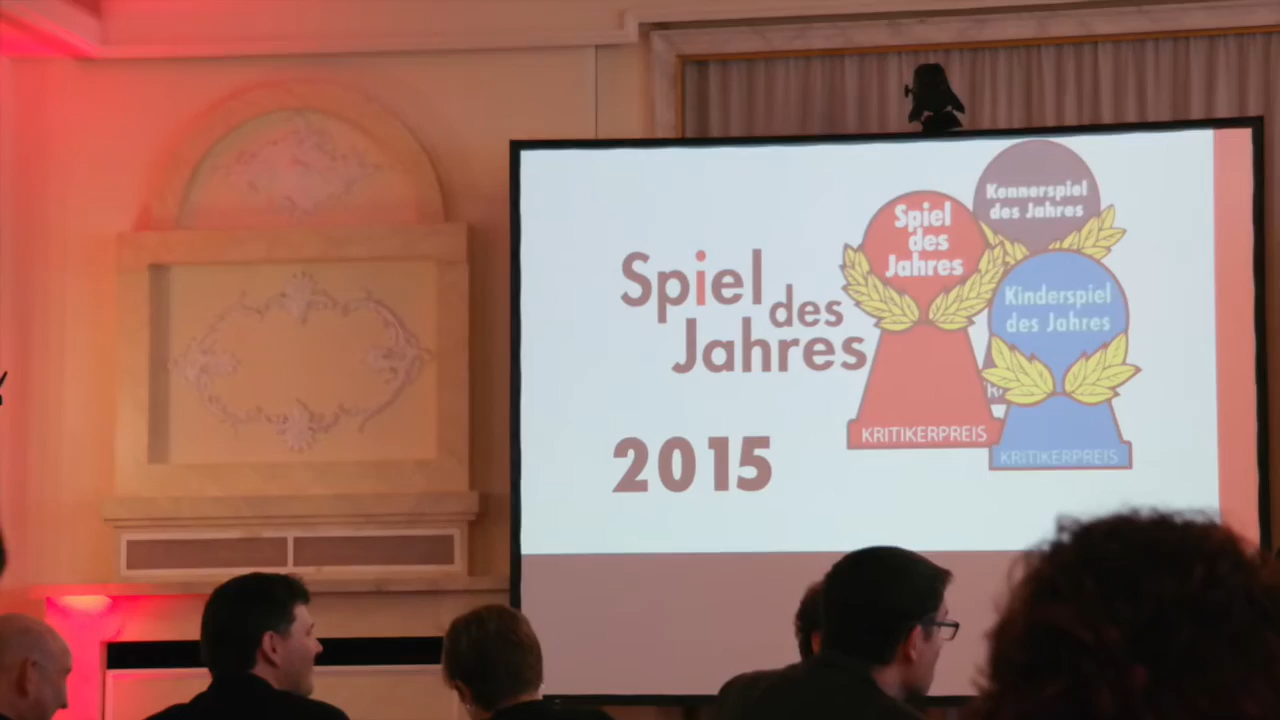 Spiel des
Jahres
2015
Spiel
des
Jahres
KRITIKERPREIS
Kennerspiel
des Jahres
Kinderspiel
des Jahres
KRITIKERPREIS